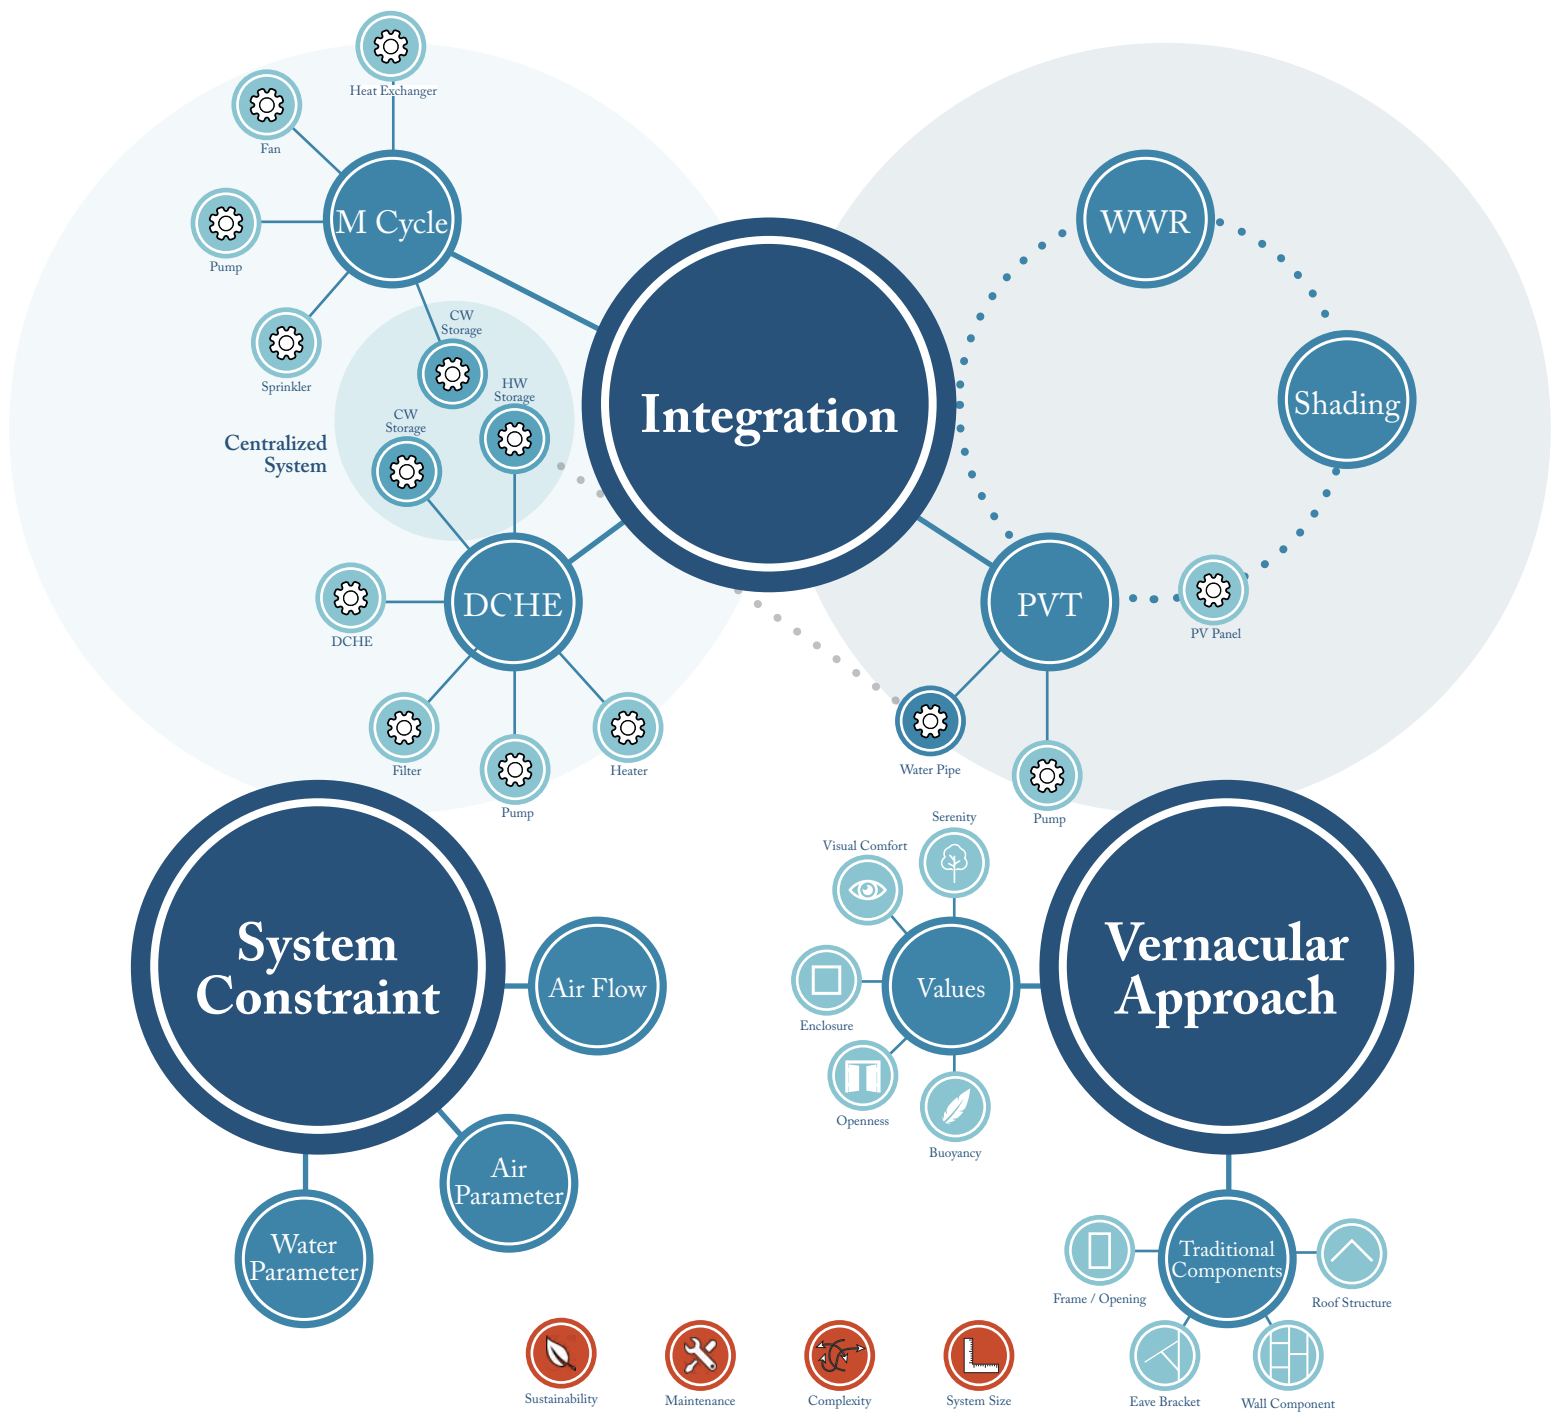 Heat Exchanger
Fan
M Cycle
Pump
Sprinkler
CW
Storage
HW
Storage
CW
Storage
Centralized
System
Integration
WWR
Shading
DCHE
DCHE
Filter
Pump
Heater
PVT
PV Panel
Water Pipe
Pump
System
Constraint
Air Flow
Air
Parameter
Water
Parameter
Serenity
Visual Comfort
Values
Enclosure
Openness
Buoyancy
Vernacular
Approach
Traditional
Components
Frame / Opening
Roof Structure
Eave Bracket
Wall Component
Sustainability
Maintenance
Complexity
System Size